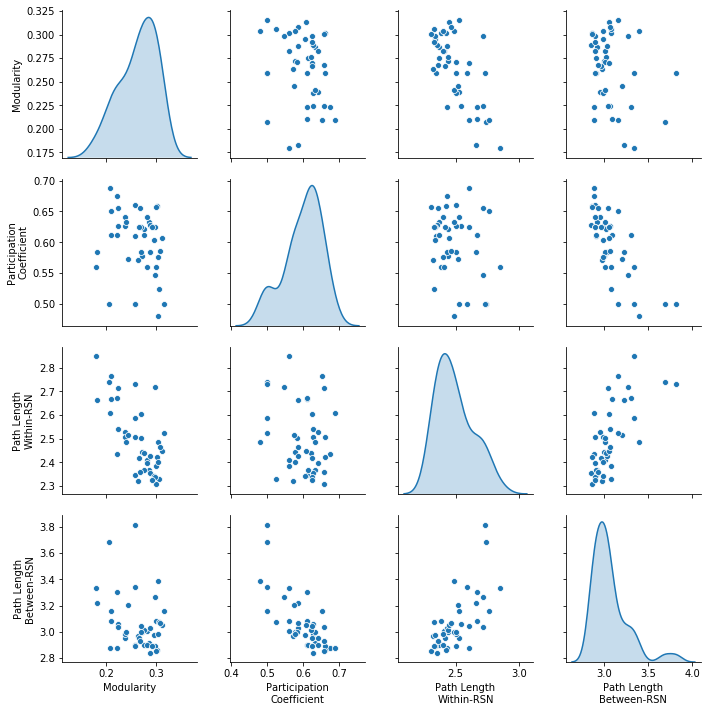 0.325
0.300
0.275
0.250
0.225
0.200
0.175
Modularity
0.70
0.65
0.60
0.55
0.50
Participation
Coefficient
2.8
2.7
2.6
2.5
2.4
2.3
Path Length
Within-RSN
3.8
3.6
3.4
3.2
3.0
2.8
Path Length
Between-RSN
0.2
0.3
Modularity
0.4
0.5
0.6
0.7
Participation
Coefficient
2.5
3.0
Path Length
Within-RSN
3.0
3.5
4.0
Path Length
Between-RSN